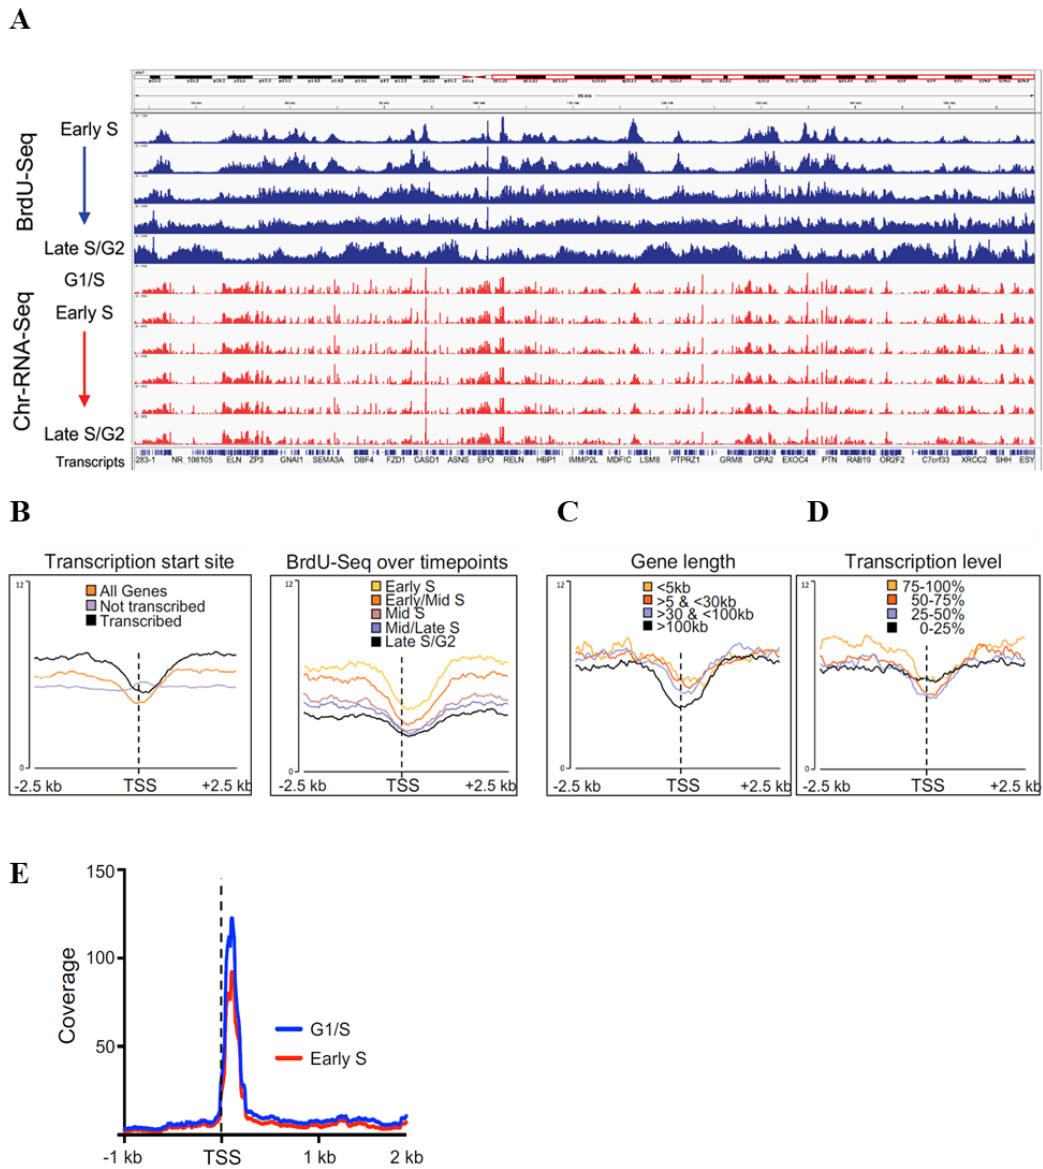 A
Early S
BrdU-Seq
Late S/G2
G1/S
Early S
Chr-RNA-Seq
Late S/G2
Transcripts
283-1 NR_108105 ELN ZP3 GNAI1 SEMA3A DBF4 FZD1 CASD1 ASNS EPO RELN HBP1 IMMP2L MDFIC LSM8 PTPRZ1 GRM8 CPA2 EXOC4 PTN RAB19 OR2F2 C7orf33 XRCC2 SHH ESY
B
Transcription start site
12
All Genes
Not transcribed
Transcribed
0
-2.5 kb TSS +2.5 kb
BrdU-Seq over timepoints
12
Early S
Early/Mid S
Mid S
Mid/Late S
Late S/G2
0
-2.5 kb TSS +2.5 kb
C
Gene length
12
<5kb
>5 & <30kb
>30 & <100kb
>100kb
0
-2.5 kb TSS +2.5 kb
D
Transcription level
12
75-100%
50-75%
25-50%
0-25%
0
-2.5 kb TSS +2.5 kb
E
150
100
50
Coverage
G1/S
Early S
-1 kb TSS 1 kb 2 kb